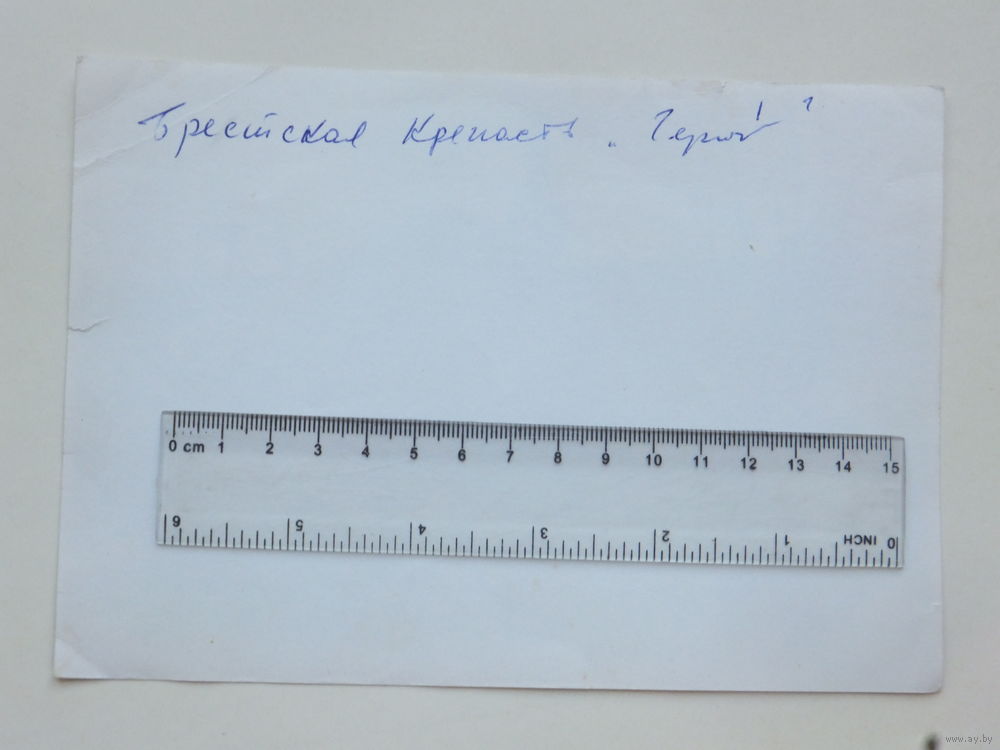 Брестская Крепость „Герой"
0 cm 1 2 3 4 5 6 7 8 9 10 11 12 13 14 15
6 5 4 3 2 1 INCH 0
www.ay.by